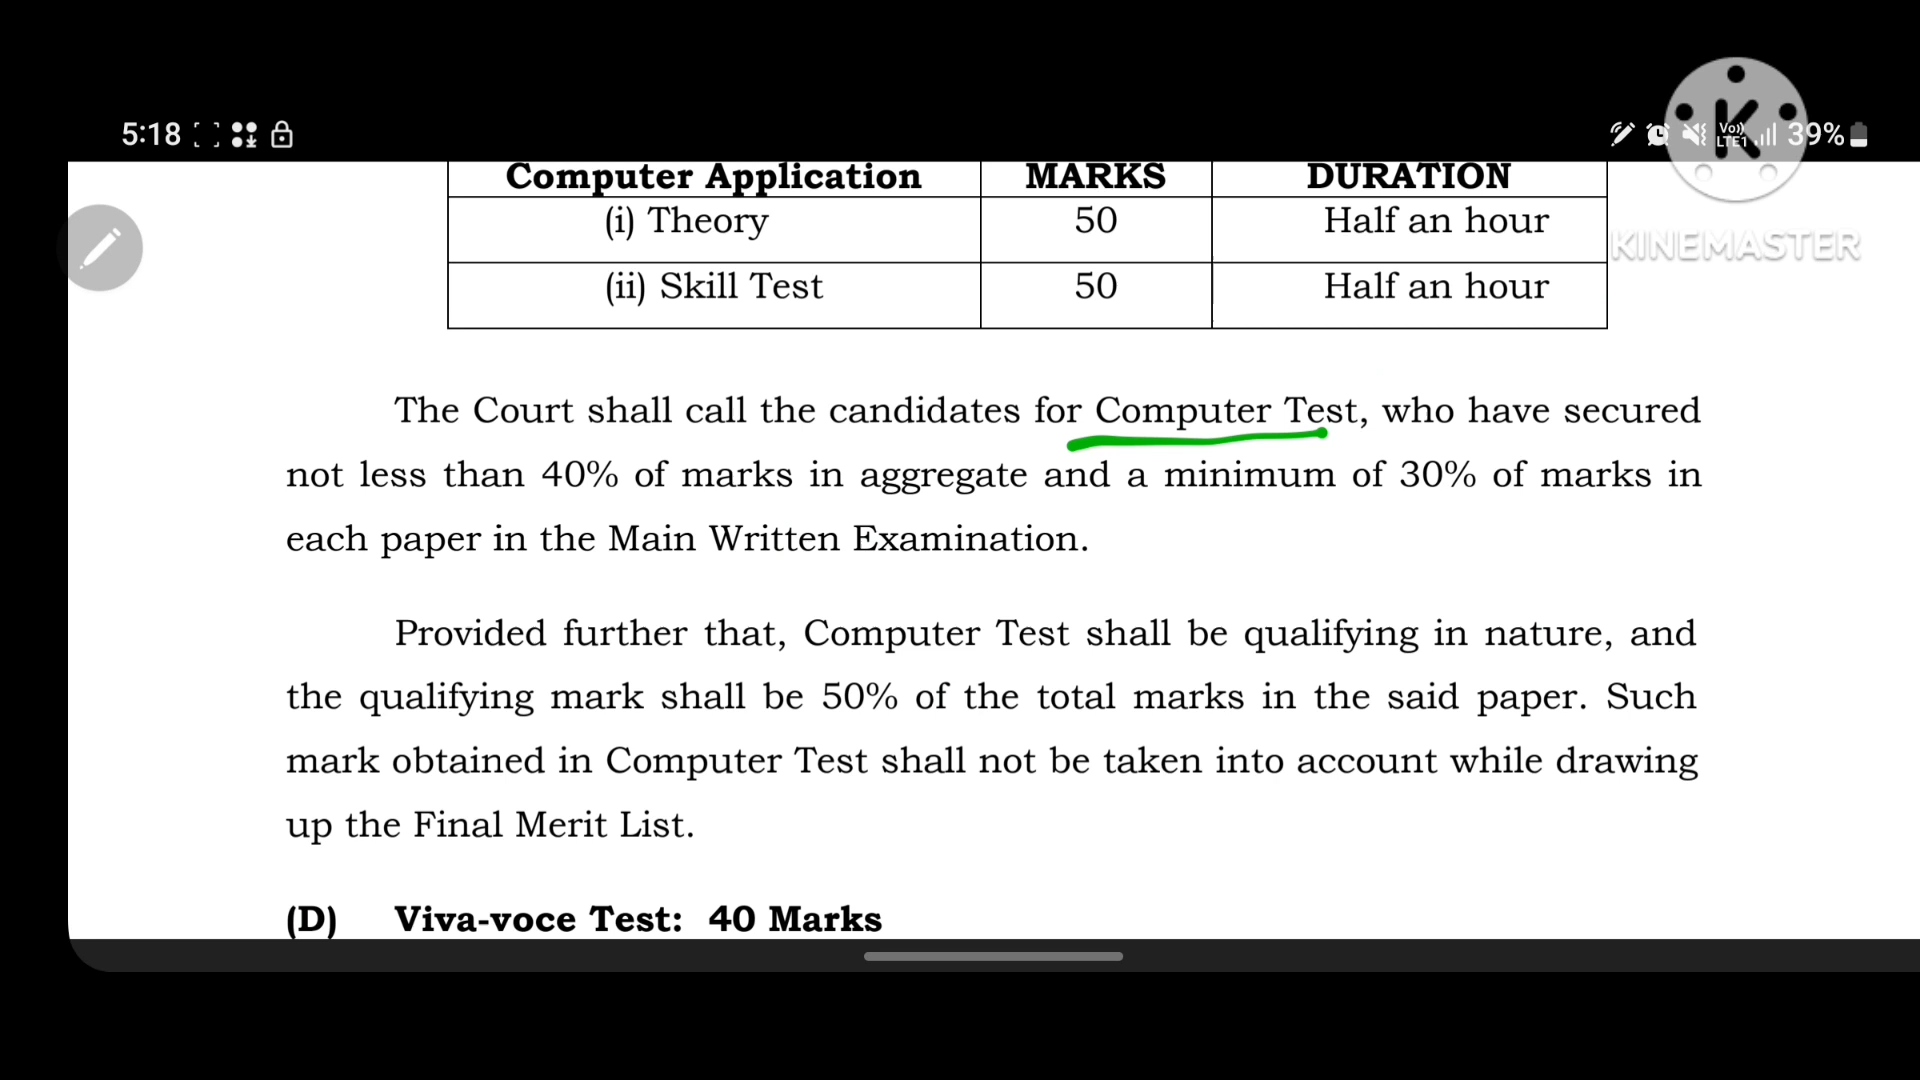 5:18
Vo)) LTE1 39%
K
KINEMASTER
Computer Application MARKS DURATION
(i) Theory 50 Half an hour
(ii) Skill Test 50 Half an hour
The Court shall call the candidates for Computer Test, who have secured
not less than 40% of marks in aggregate and a minimum of 30% of marks in
each paper in the Main Written Examination.
Provided further that, Computer Test shall be qualifying in nature, and
the qualifying mark shall be 50% of the total marks in the said paper. Such
mark obtained in Computer Test shall not be taken into account while drawing
up the Final Merit List.
(D) Viva-voce Test: 40 Marks